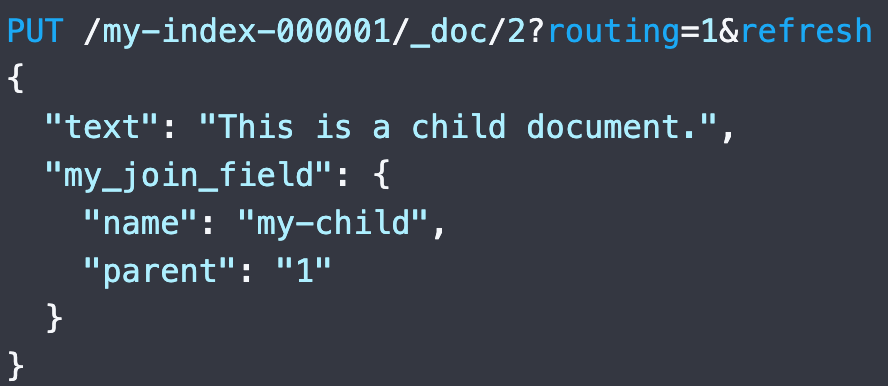 PUT /my-index-000001/_doc/2?routing=1&refresh
{
  "text": "This is a child document.",
  "my_join_field": {
    "name": "my-child",
    "parent": "1"
  }
}